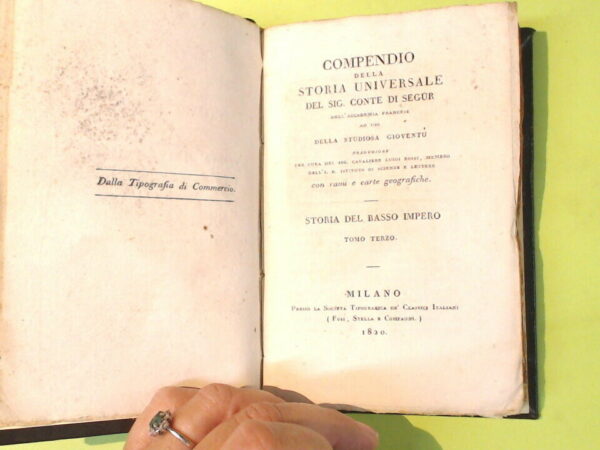 Dalla Tipografia di Commercio.
COMPENDIO
DELLA
STORIA UNIVERSALE
DEL SIG. CONTE DI SEGUR
DELL'ACCADEMIA FRANCESE
AD USO
DELLA STUDIOSA GIOVENTÙ
TRADUZIONE
PER CURA DEL SIG. CAVALIERE LUIGI ROSSI, MEMBRO
DELL'I. R. ISTITUTO DI SCIENZE E LETTERE
con rami e carte geografiche.
STORIA DEL BASSO IMPERO
TOMO TERZO.
MILANO
PRESSO LA SOCIETÀ TIPOGRAFICA DE' CLASSICI ITALIANI
(FUSI, STELLA E COMPAGNI.)
1820.